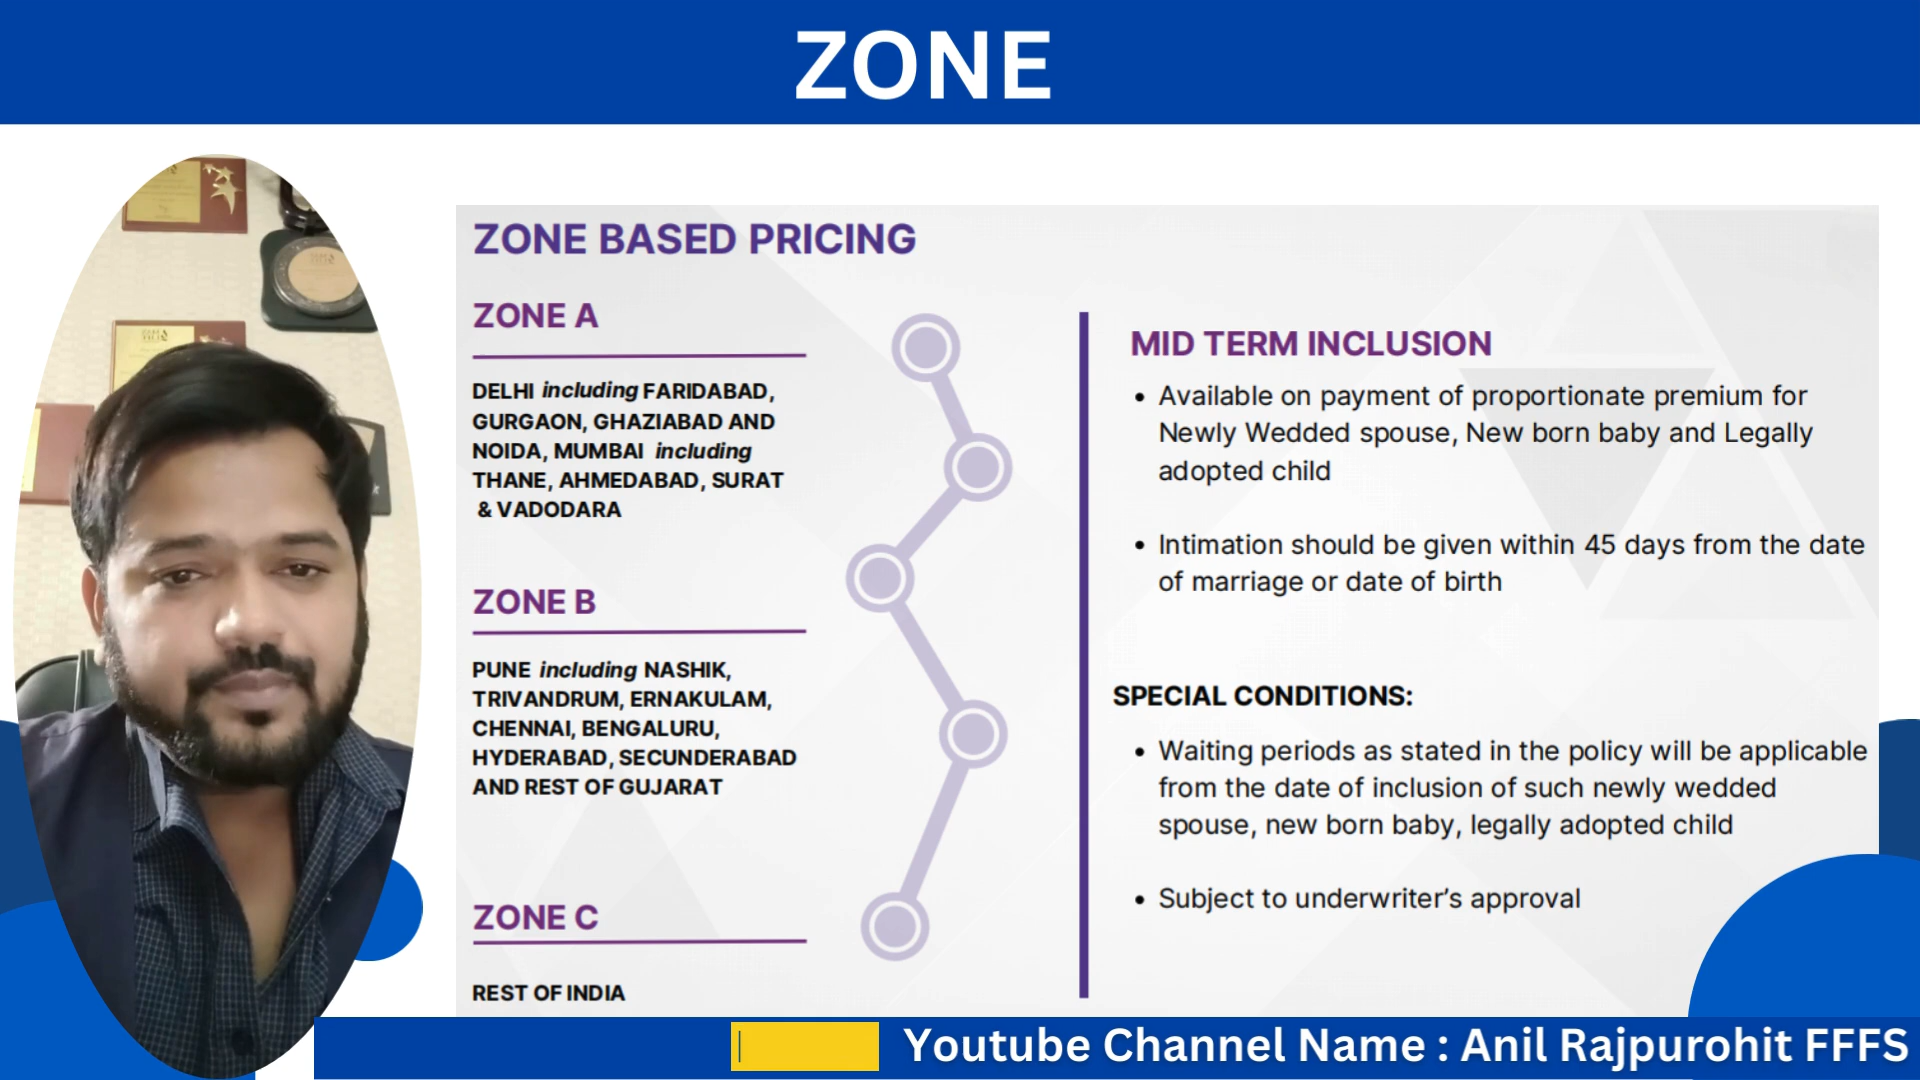 ZONE
ZONE BASED PRICING
ZONE A
DELHI including FARIDABAD,
GURGAON, GHAZIABAD AND
NOIDA, MUMBAI including
THANE, AHMEDABAD, SURAT
& VADODARA
ZONE B
PUNE including NASHIK,
TRIVANDRUM, ERNAKULAM,
CHENNAI, BENGALURU,
HYDERABAD, SECUNDERABAD
AND REST OF GUJARAT
ZONE C
REST OF INDIA
MID TERM INCLUSION
• Available on payment of proportionate premium for
Newly Wedded spouse, New born baby and Legally
adopted child
• Intimation should be given within 45 days from the date
of marriage or date of birth
SPECIAL CONDITIONS:
• Waiting periods as stated in the policy will be applicable
from the date of inclusion of such newly wedded
spouse, new born baby, legally adopted child
• Subject to underwriter’s approval
Youtube Channel Name : Anil Rajpurohit FFFS